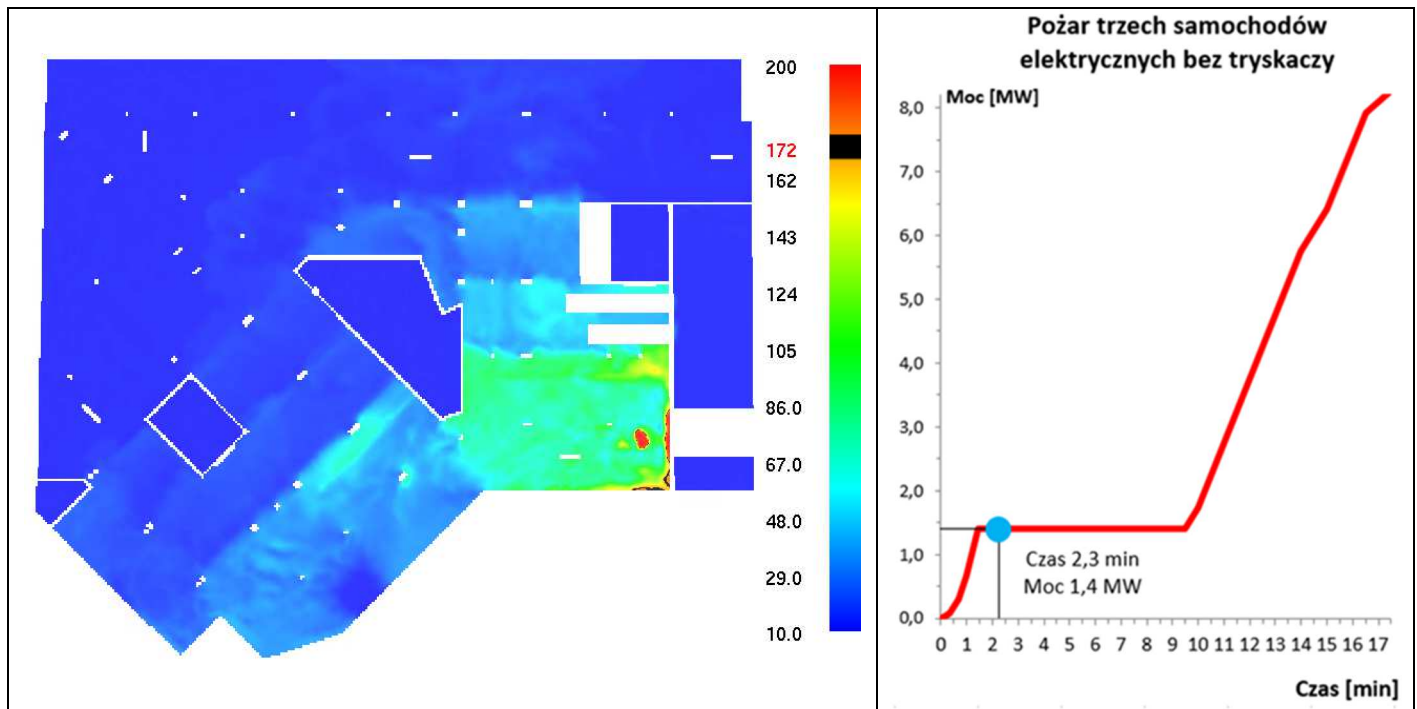 200
172
162
143
124
105
86.0
67.0
48.0
29.0
10.0
Pożar trzech samochodów
elektrycznych bez tryskaczy
Moc [MW]
8,0
7,0
6,0
5,0
4,0
3,0
2,0
1,0
0,0
Czas 2,3 min
Moc 1,4 MW
0 1 2 3 4 5 6 7 8 9 10 11 12 13 14 15 16 17
Czas [min]